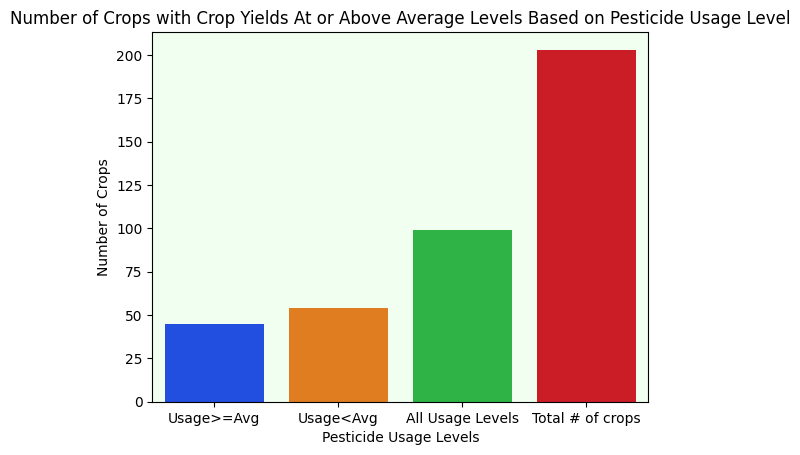 Number of Crops with Crop Yields At or Above Average Levels Based on Pesticide Usage Level
200
175
150
125
100
75
50
25
0
Number of Crops
Usage>=Avg
Usage<Avg
All Usage Levels
Total # of crops
Pesticide Usage Levels